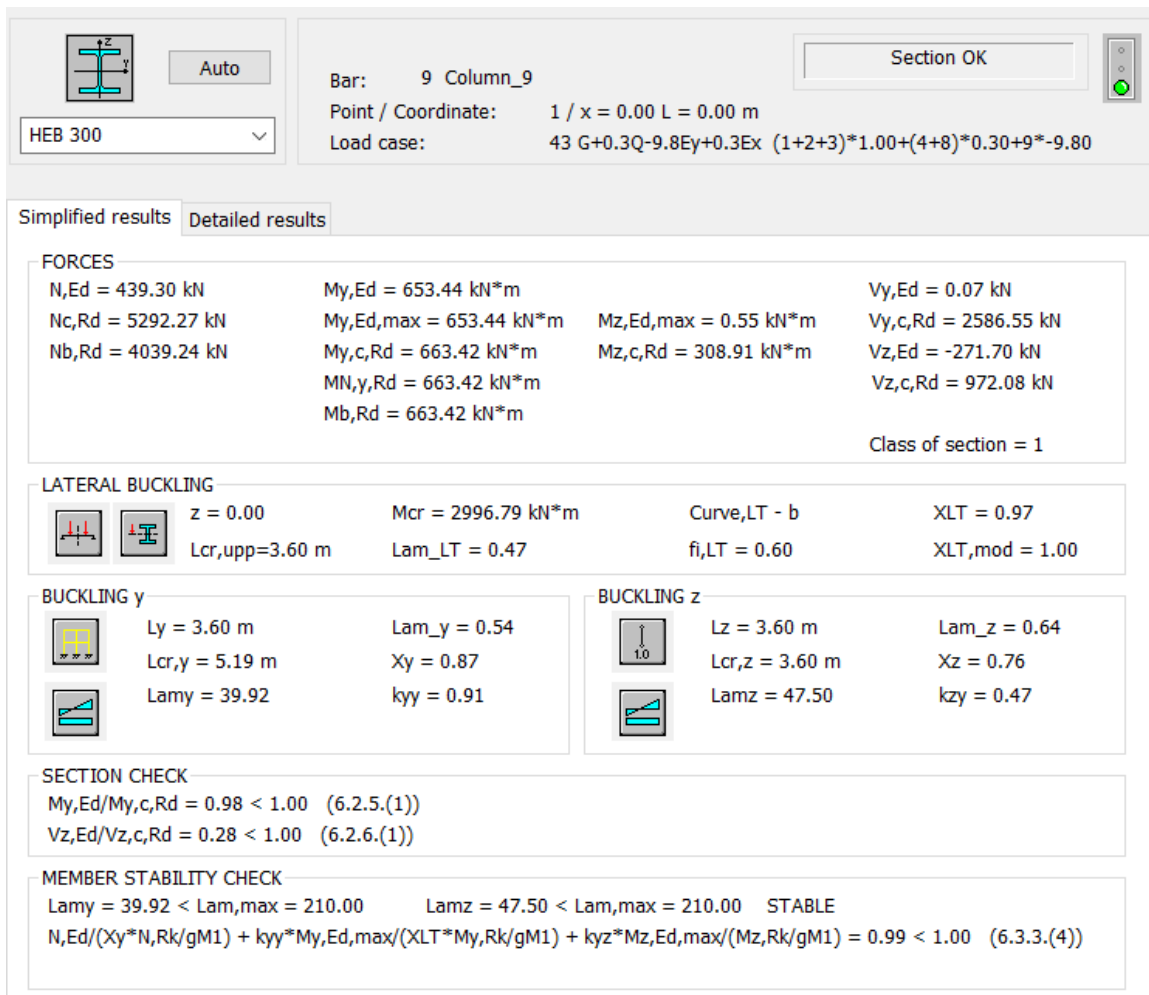 z
y
Auto
HEB 300
Bar: 9 Column_9
Section OK
Point / Coordinate: 1 / x = 0.00 L = 0.00 m
Load case: 43 G+0.3Q-9.8Ey+0.3Ex (1+2+3)*1.00+(4+8)*0.30+9*-9.80
Simplified results Detailed results
FORCES
N,Ed = 439.30 kN My,Ed = 653.44 kN*m Vy,Ed = 0.07 kN
Nc,Rd = 5292.27 kN My,Ed,max = 653.44 kN*m Mz,Ed,max = 0.55 kN*m Vy,c,Rd = 2586.55 kN
Nb,Rd = 4039.24 kN My,c,Rd = 663.42 kN*m Mz,c,Rd = 308.91 kN*m Vz,Ed = -271.70 kN
MN,y,Rd = 663.42 kN*m Vz,c,Rd = 972.08 kN
Mb,Rd = 663.42 kN*m
Class of section = 1
LATERAL BUCKLING
z = 0.00 Mcr = 2996.79 kN*m Curve,LT - b XLT = 0.97
Lcr,upp=3.60 m Lam_LT = 0.47 fi,LT = 0.60 XLT,mod = 1.00
BUCKLING y
Ly = 3.60 m Lam_y = 0.54
Lcr,y = 5.19 m Xy = 0.87
Lamy = 39.92 kyy = 0.91
BUCKLING z
1.0
Lz = 3.60 m Lam_z = 0.64
Lcr,z = 3.60 m Xz = 0.76
Lamz = 47.50 kzy = 0.47
SECTION CHECK
My,Ed/My,c,Rd = 0.98 < 1.00 (6.2.5.(1))
Vz,Ed/Vz,c,Rd = 0.28 < 1.00 (6.2.6.(1))
MEMBER STABILITY CHECK
Lamy = 39.92 < Lam,max = 210.00 Lamz = 47.50 < Lam,max = 210.00 STABLE
N,Ed/(Xy*N,Rk/gM1) + kyy*My,Ed,max/(XLT*My,Rk/gM1) + kyz*Mz,Ed,max/(Mz,Rk/gM1) = 0.99 < 1.00 (6.3.3.(4))